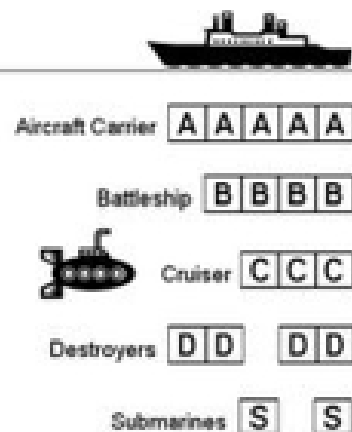 Aircraft Carrier A A A A A
Battleship B B B B
Cruiser C C C
Destroyers D D D D
Submarines S S